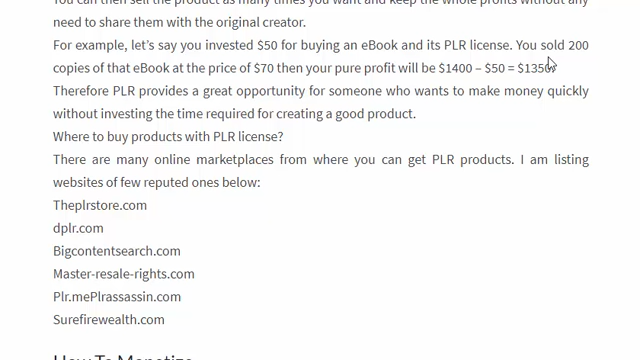 You can then sell the product as many times you want and keep the whole profits without any
need to share them with the original creator.
For example, let’s say you invested $50 for buying an eBook and its PLR license. You sold 200
copies of that eBook at the price of $70 then your pure profit will be $1400 – $50 = $1350.
Therefore PLR provides a great opportunity for someone who wants to make money quickly
without investing the time required for creating a good product.
Where to buy products with PLR license?
There are many online marketplaces from where you can get PLR products. I am listing
websites of few reputed ones below:
Theplrstore.com
dplr.com
Bigcontentsearch.com
Master-resale-rights.com
Plr.mePlrassassin.com
Surefirewealth.com
How To Monetize